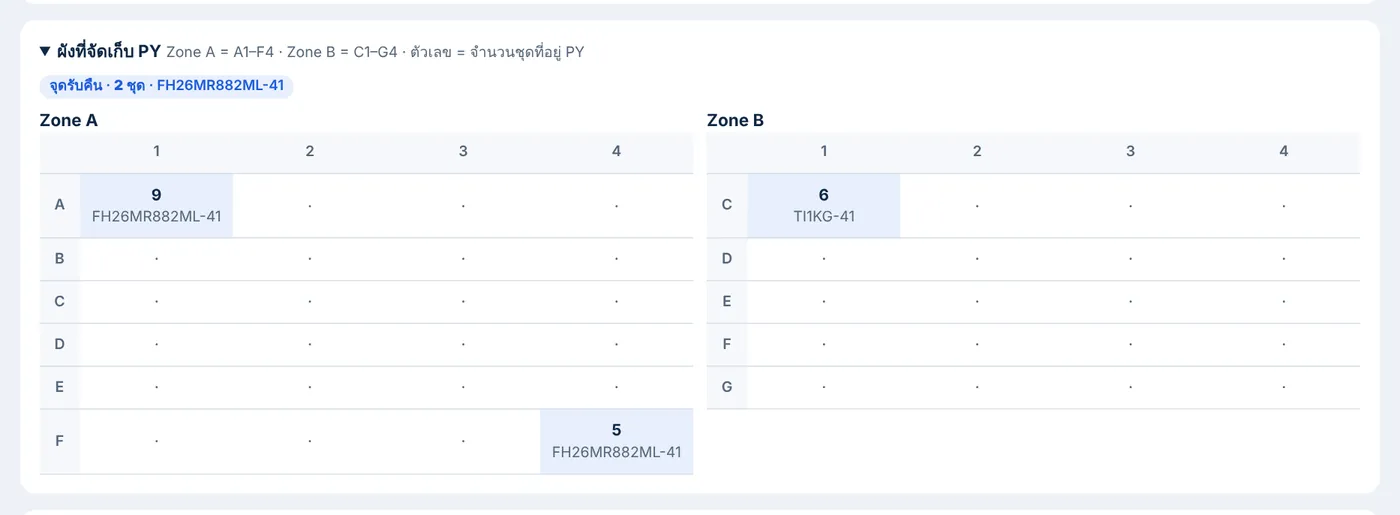 ▼ ผังที่จัดเก็บ PY Zone A = A1–F4 · Zone B = C1–G4 · ตัวเลข = จำนวนชุดที่อยู่ PY
จุดรับคืน · 2 ชุด · FH26MR882ML-41
Zone A
1 2 3 4
A 9 · · ·
FH26MR882ML-41
B · · · ·
C · · · ·
D · · · ·
E · · · ·
F · · · 5
FH26MR882ML-41
Zone B
1 2 3 4
C 6 · · ·
TI1KG-41
D · · · ·
E · · · ·
F · · · ·
G · · · ·